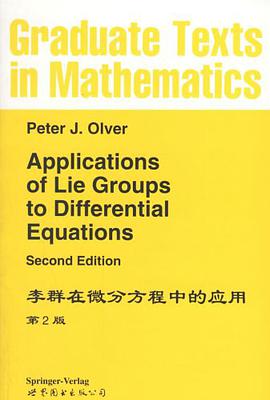 Graduate Texts
in Mathematics
Peter J. Olver
Applications
of Lie Groups
to Differential
Equations
Second Edition
李群在微分方程中的应用
第2版
Springer-Verlag
世界图书出版公司